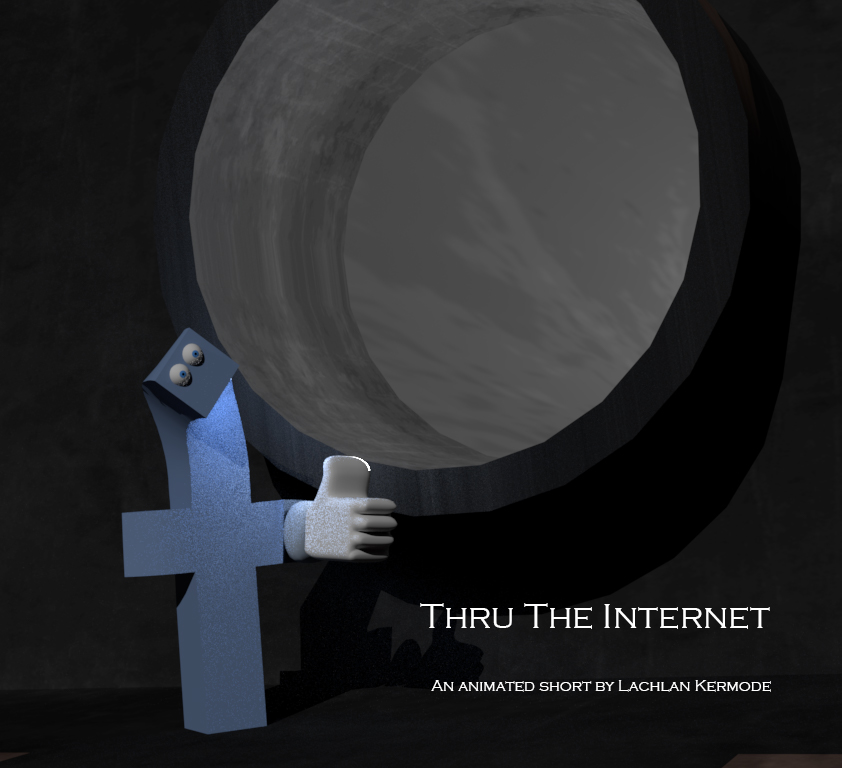 Thru The Internet
An animated short by Lachlan Kermode